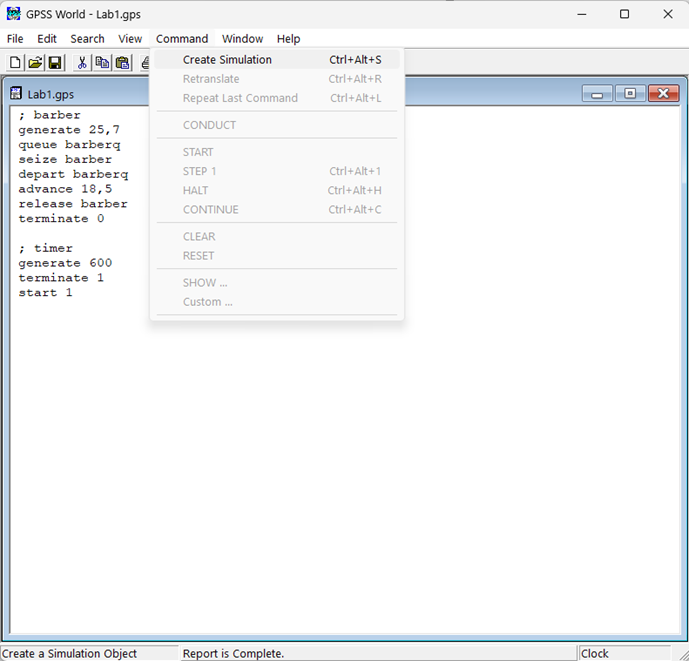 GPSS World - Lab1.gps
File Edit Search View Command Window Help
Lab1.gps
; barber
generate 25,7
queue barberq
seize barber
depart barberq
advance 18,5
release barber
terminate 0
; timer
generate 600
terminate 1
start 1
Create Simulation Ctrl+Alt+S
Retranslate Ctrl+Alt+R
Repeat Last Command Ctrl+Alt+L
CONDUCT
START
STEP 1 Ctrl+Alt+1
HALT Ctrl+Alt+H
CONTINUE Ctrl+Alt+C
CLEAR
RESET
SHOW ...
Custom ...
Create a Simulation Object Report is Complete. Clock